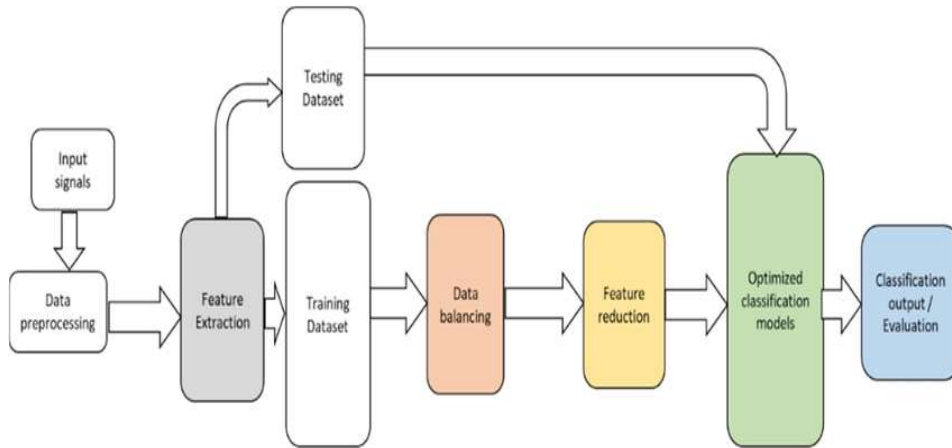 Input
signals
Data
preprocessing
Feature
Extraction
Testing
Dataset
Training
Dataset
Data
balancing
Feature
reduction
Optimized
classification
models
Classification
output /
Evaluation